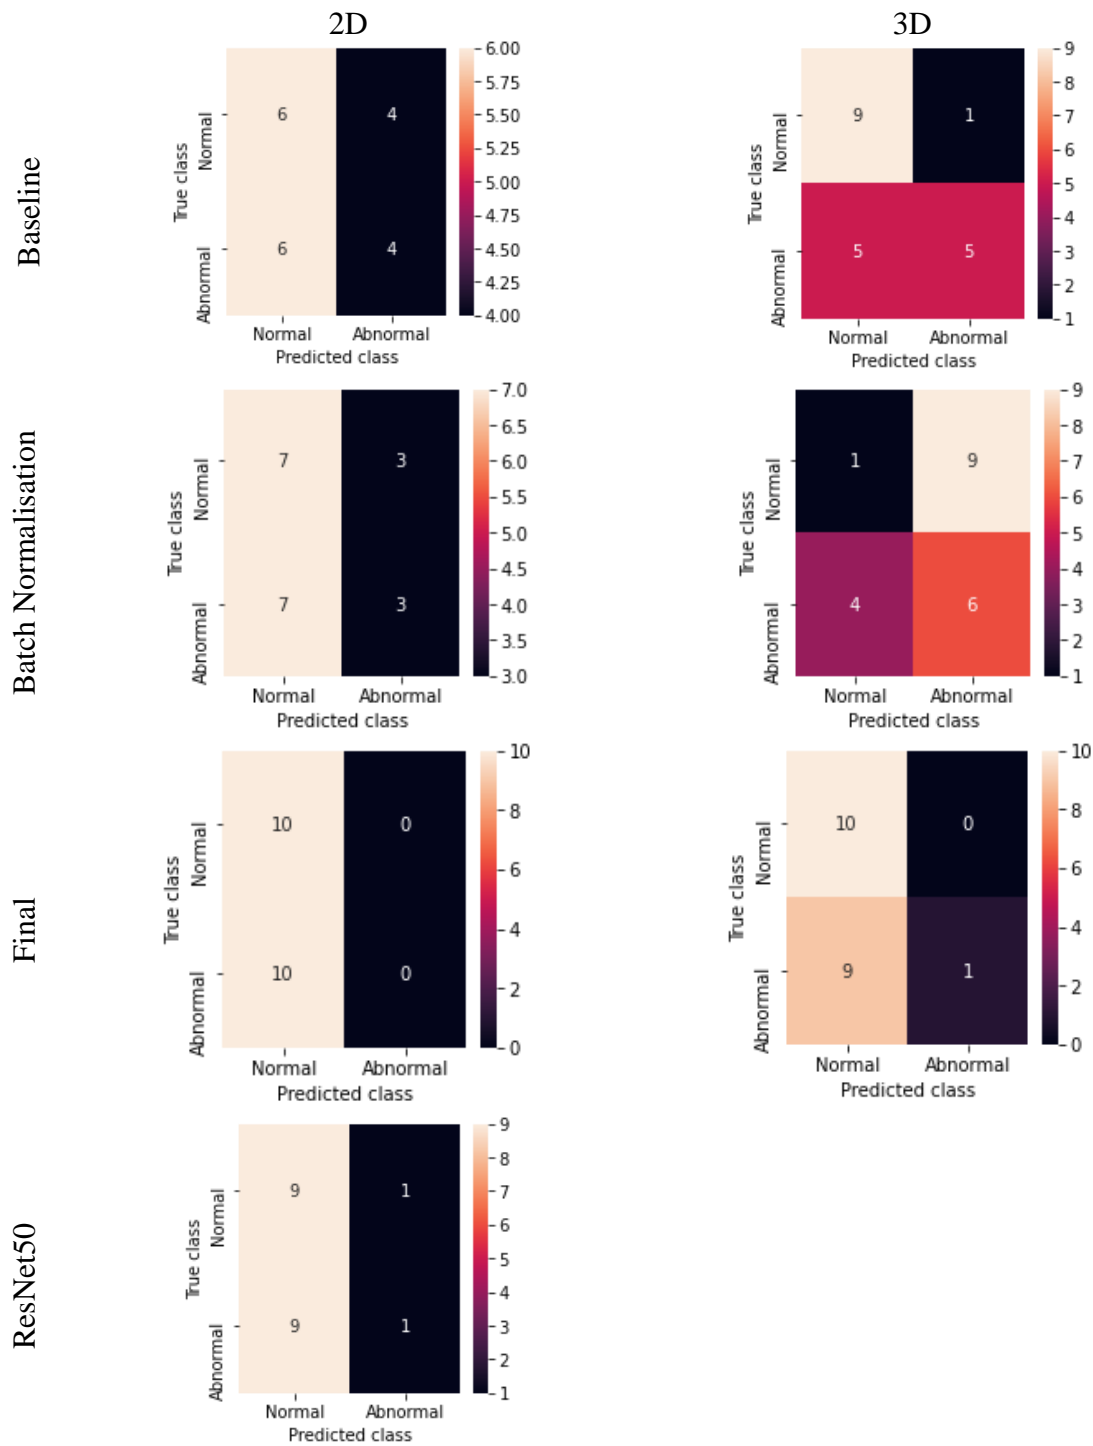 2D
3D
Baseline
True class
Normal
Abnormal
6 4
6 4
Normal Abnormal
Predicted class
6.00
5.75
5.50
5.25
5.00
4.75
4.50
4.25
4.00
True class
Normal
Abnormal
9 1
5 5
Normal Abnormal
Predicted class
9
8
7
6
5
4
3
2
1
Batch Normalisation
True class
Normal
Abnormal
7 3
7 3
Normal Abnormal
Predicted class
7.0
6.5
6.0
5.5
5.0
4.5
4.0
3.5
3.0
True class
Normal
Abnormal
1 9
4 6
Normal Abnormal
Predicted class
9
8
7
6
5
4
3
2
1
Final
True class
Normal
Abnormal
10 0
10 0
Normal Abnormal
Predicted class
10
8
6
4
2
0
True class
Normal
Abnormal
10 0
9 1
Normal Abnormal
Predicted class
10
8
6
4
2
0
ResNet50
True class
Normal
Abnormal
9 1
9 1
Normal Abnormal
Predicted class
9
8
7
6
5
4
3
2
1